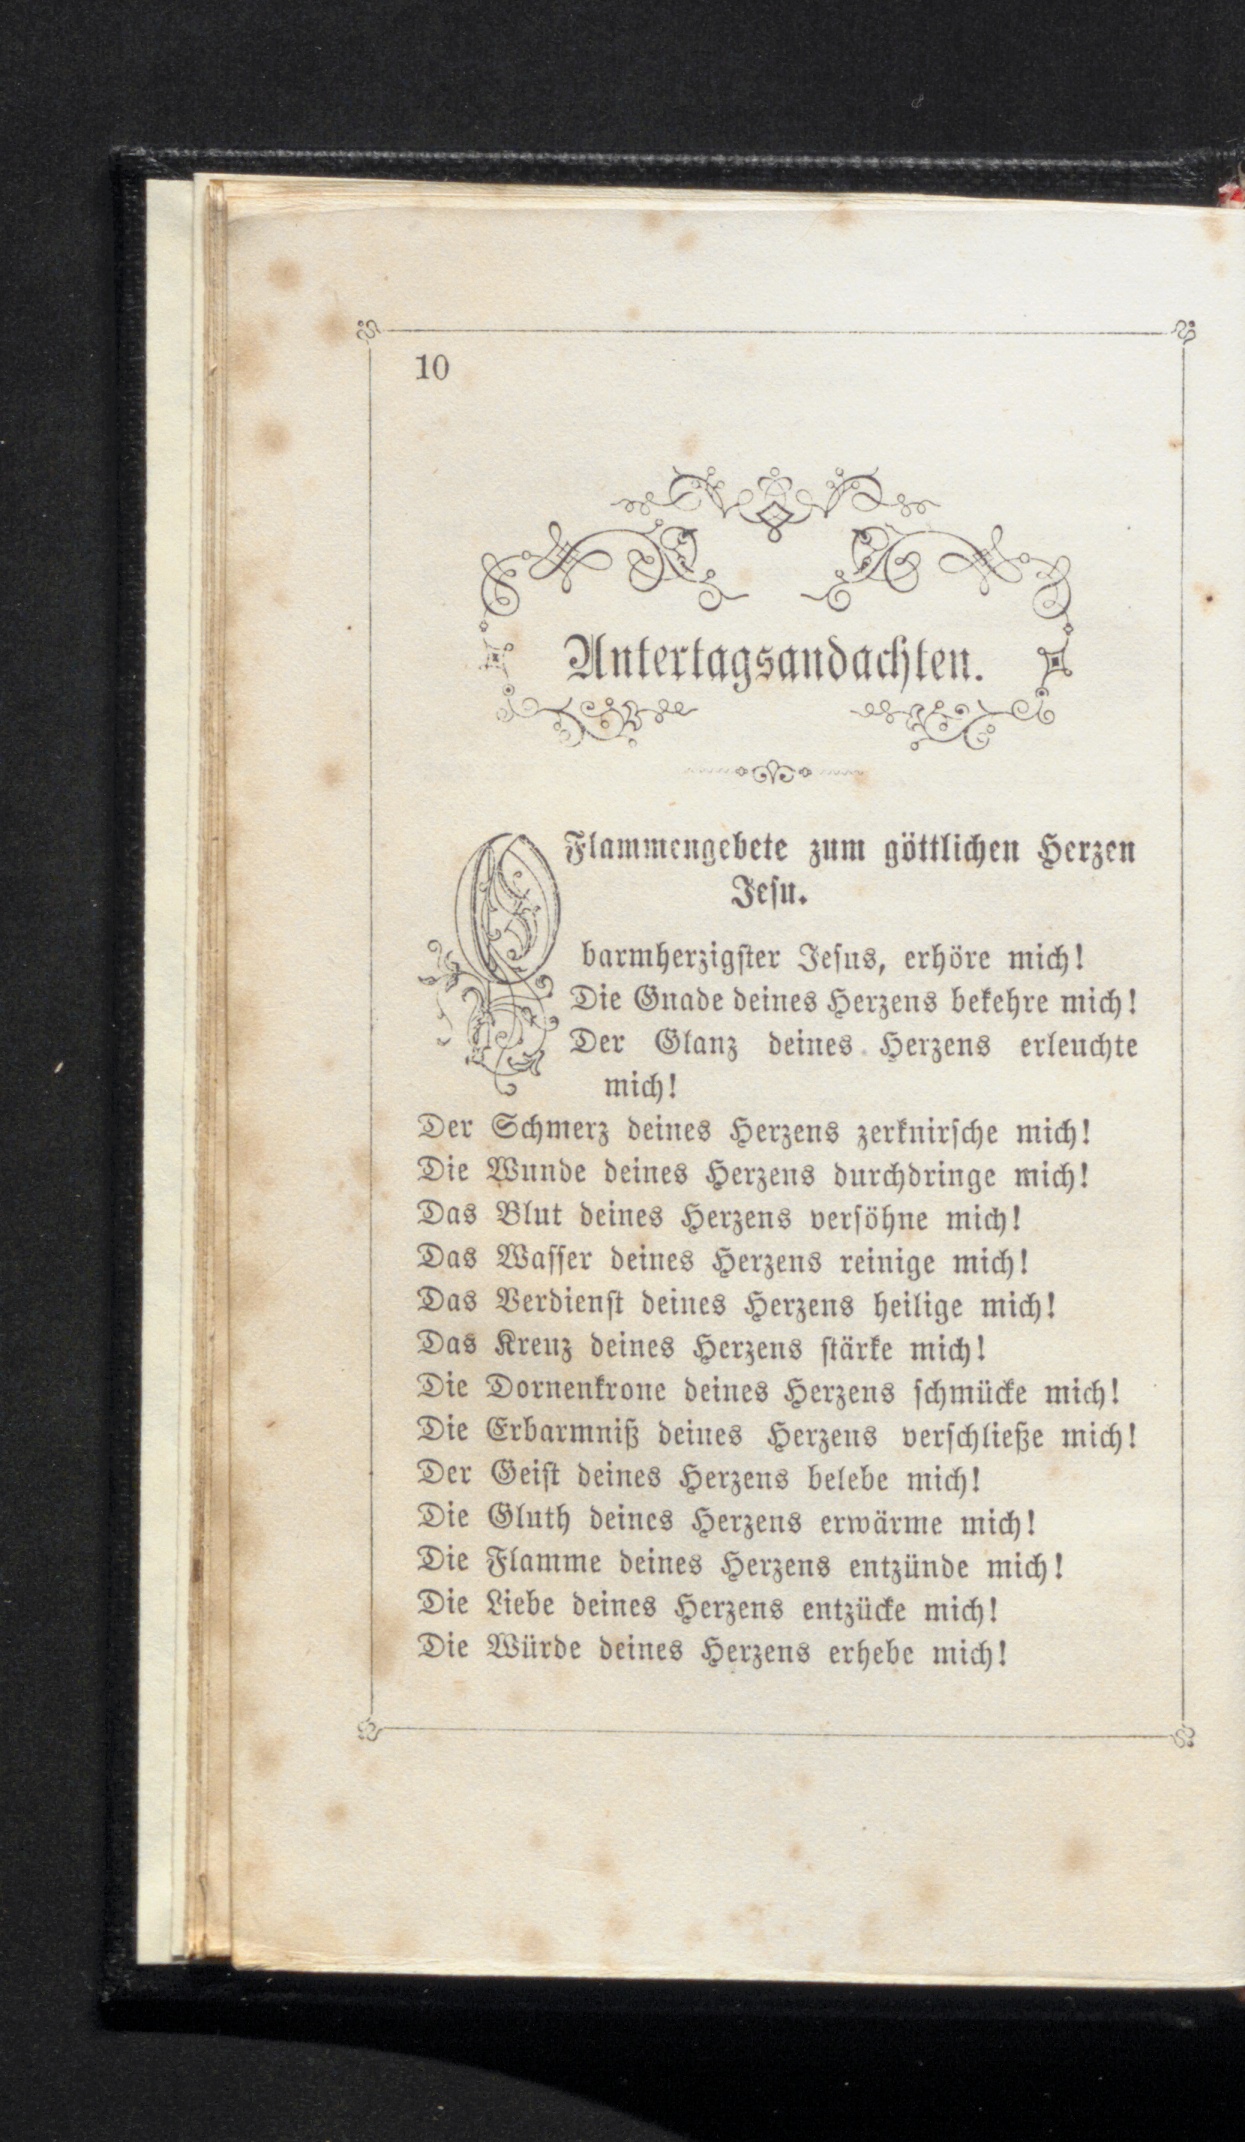 10
Untertagsandachten.
Flammengebete zum göttlichen Herzen
Jesu.
O barmherzigster Jesus, erhöre mich!
Die Gnade deines Herzens bekehre mich!
Der Glanz deines Herzens erleuchte
mich!
Der Schmerz deines Herzens zerknirsche mich!
Die Wunde deines Herzens durchdringe mich!
Das Blut deines Herzens versöhne mich!
Das Wasser deines Herzens reinige mich!
Das Verdienst deines Herzens heilige mich!
Das Kreuz deines Herzens stärke mich!
Die Dornenkrone deines Herzens schmücke mich!
Die Erbarmniß deines Herzens verschließe mich!
Der Geist deines Herzens belebe mich!
Die Gluth deines Herzens erwärme mich!
Die Flamme deines Herzens entzünde mich!
Die Liebe deines Herzens entzücke mich!
Die Würde deines Herzens erhebe mich!